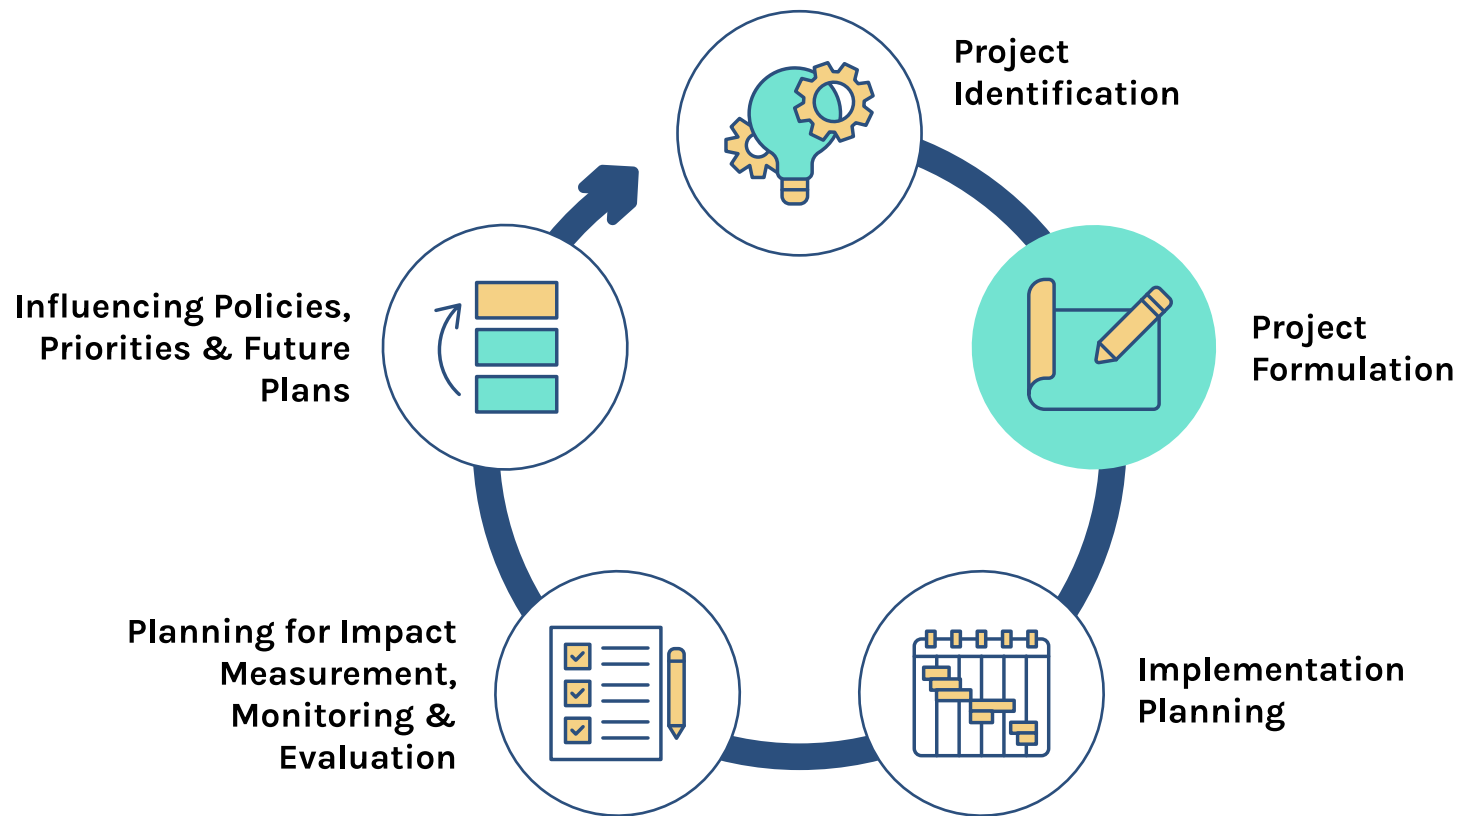 Project
Identification
Project
Formulation
Implementation
Planning
Planning for Impact
Measurement,
Monitoring &
Evaluation
Influencing Policies,
Priorities & Future
Plans